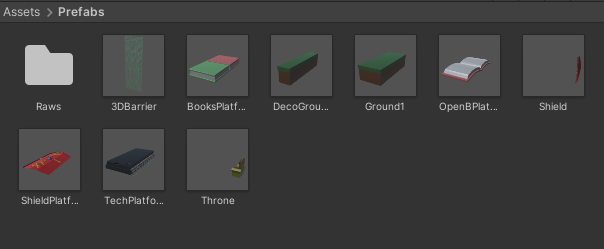 Assets > Prefabs
Raws
3DBarrier
BooksPlatf...
DecoGrou...
Ground1
OpenBPlat...
Shield
ShieldPlatf...
TechPlatfo...
Throne